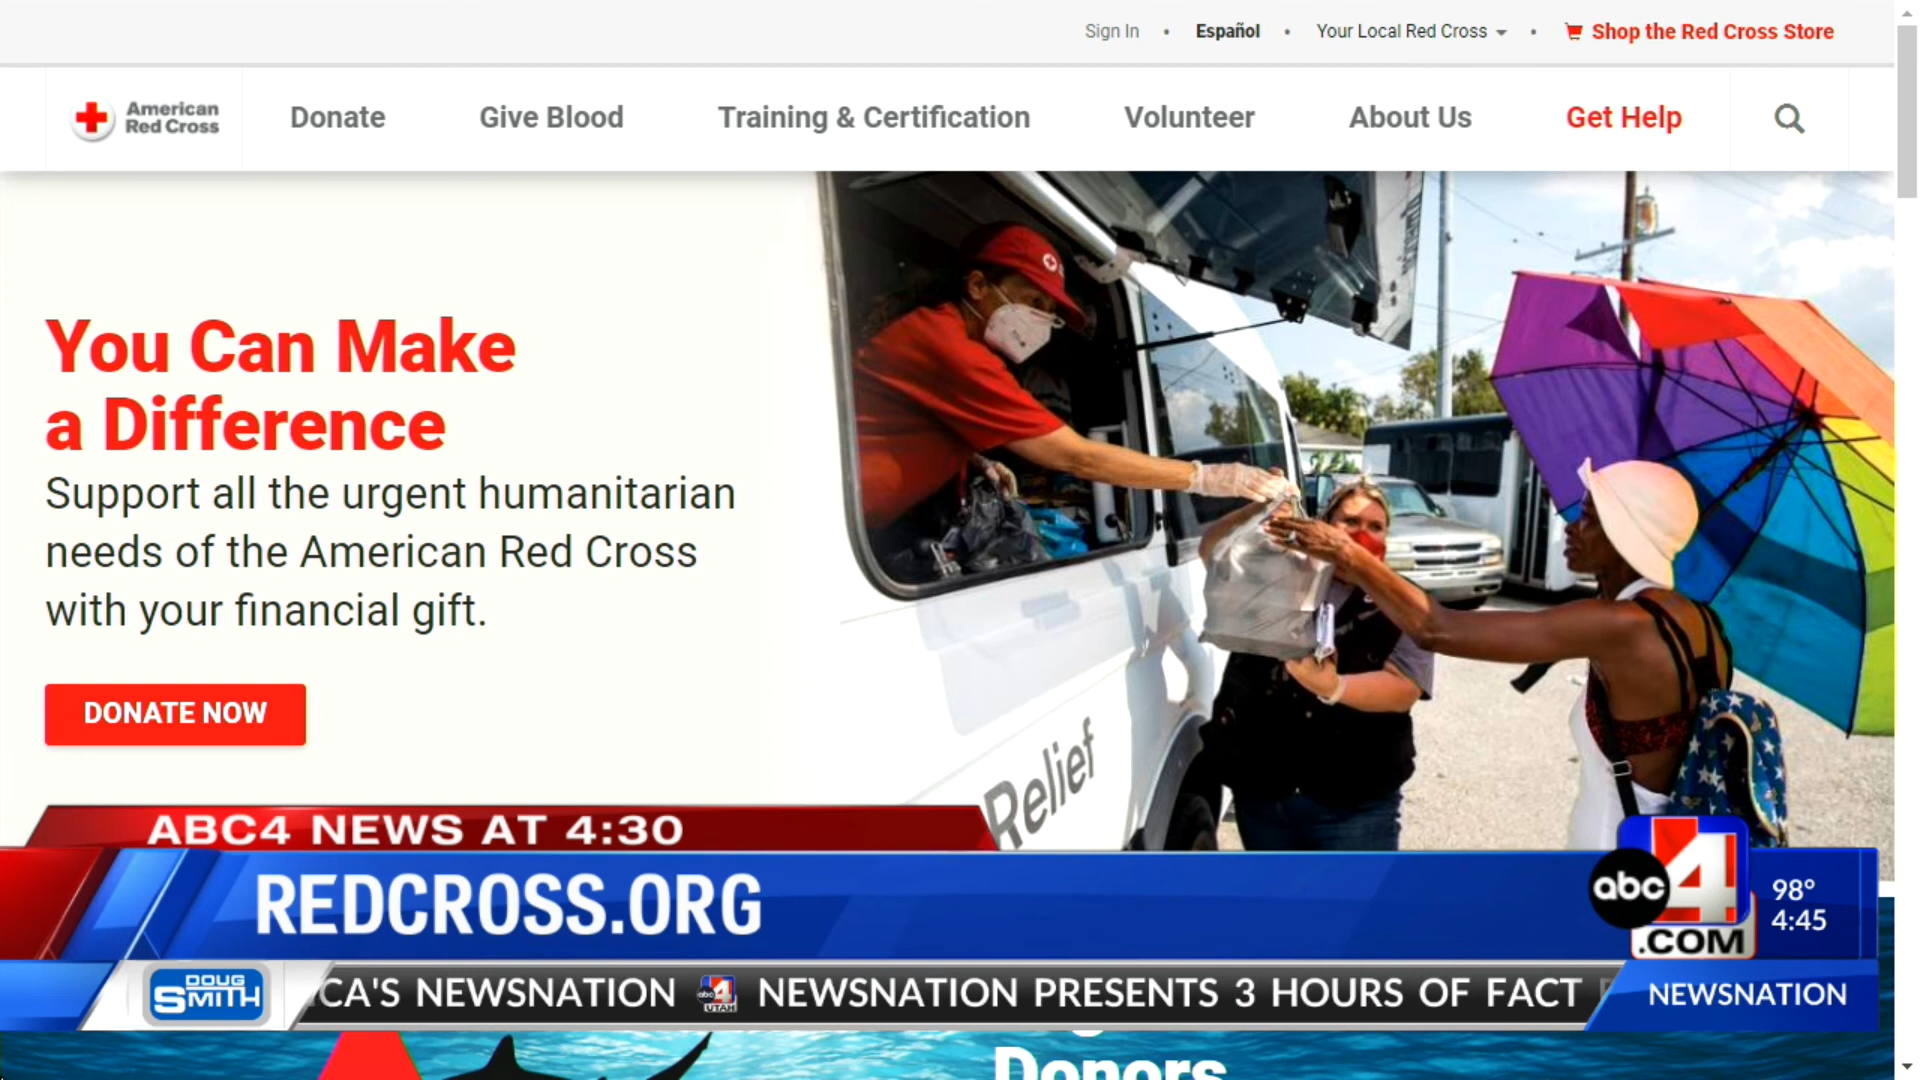 Sign In • Español • Your Local Red Cross • Shop the Red Cross Store
American
Red Cross
Donate Give Blood Training & Certification Volunteer About Us Get Help
You Can Make
a Difference
Support all the urgent humanitarian
needs of the American Red Cross
with your financial gift.
DONATE NOW
Relief
ABC4 NEWS AT 4:30
REDCROSS.ORG
abc 4
.COM
98°
4:45
DOUG
SMITH
CA'S NEWSNATION abc 4 UTAH NEWSNATION PRESENTS 3 HOURS OF FACT
NEWSNATION
Donors